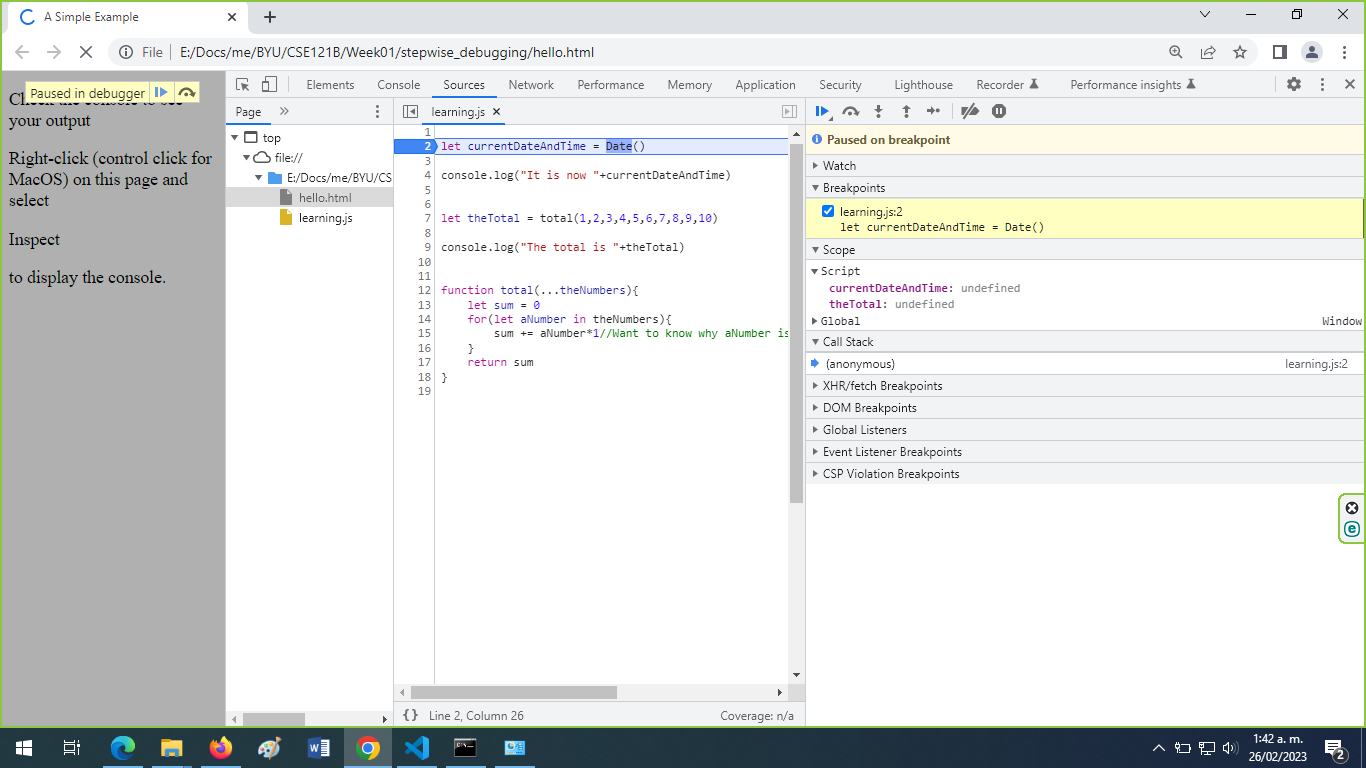 A Simple Example
File
E:/Docs/me/BYU/CSE121B/Week01/stepwise_debugging/hello.html
Paused in debugger
Check the console to see
your output
Right-click (control click for
MacOS) on this page and
select
Inspect
to display the console.
Elements Console Sources Network Performance Memory Application Security Lighthouse Recorder Performance insights
Page
top
file://
E:/Docs/me/BYU/CS
hello.html
learning.js
learning.js
1
2 let currentDateAndTime = Date()
3
4 console.log("It is now "+currentDateAndTime)
5
6
7 let theTotal = total(1,2,3,4,5,6,7,8,9,10)
8
9 console.log("The total is "+theTotal)
10
11
12 function total(...theNumbers){
13 let sum = 0
14 for(let aNumber in theNumbers){
15 sum += aNumber*1//Want to know why aNumber is
16 }
17 return sum
18 }
19
{} Line 2, Column 26 Coverage: n/a
Paused on breakpoint
Watch
Breakpoints
learning.js:2
let currentDateAndTime = Date()
Scope
Script
currentDateAndTime: undefined
theTotal: undefined
Global Window
Call Stack
(anonymous) learning.js:2
XHR/fetch Breakpoints
DOM Breakpoints
Global Listeners
Event Listener Breakpoints
CSP Violation Breakpoints
1:42 a. m.
26/02/2023
2